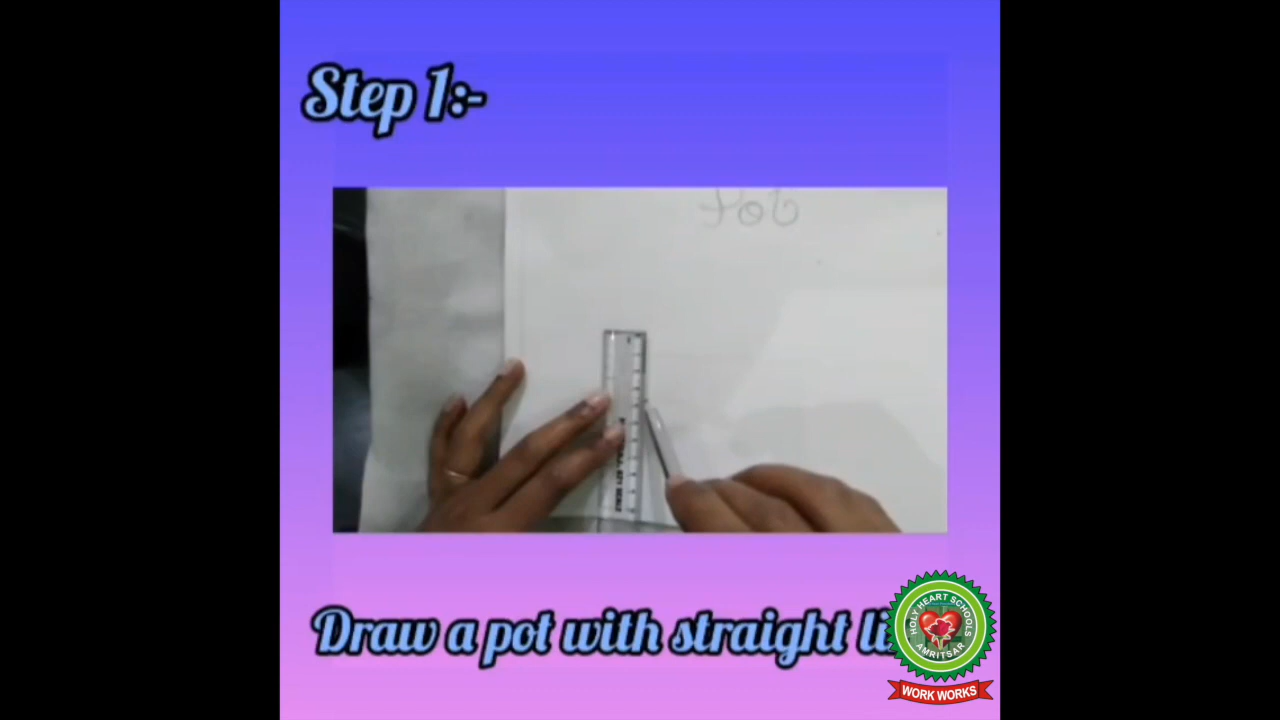 Step 1:-
Pot
Draw a pot with straight li
HOLY HEART SCHOOLS
AMRITSAR
WORK WORKS